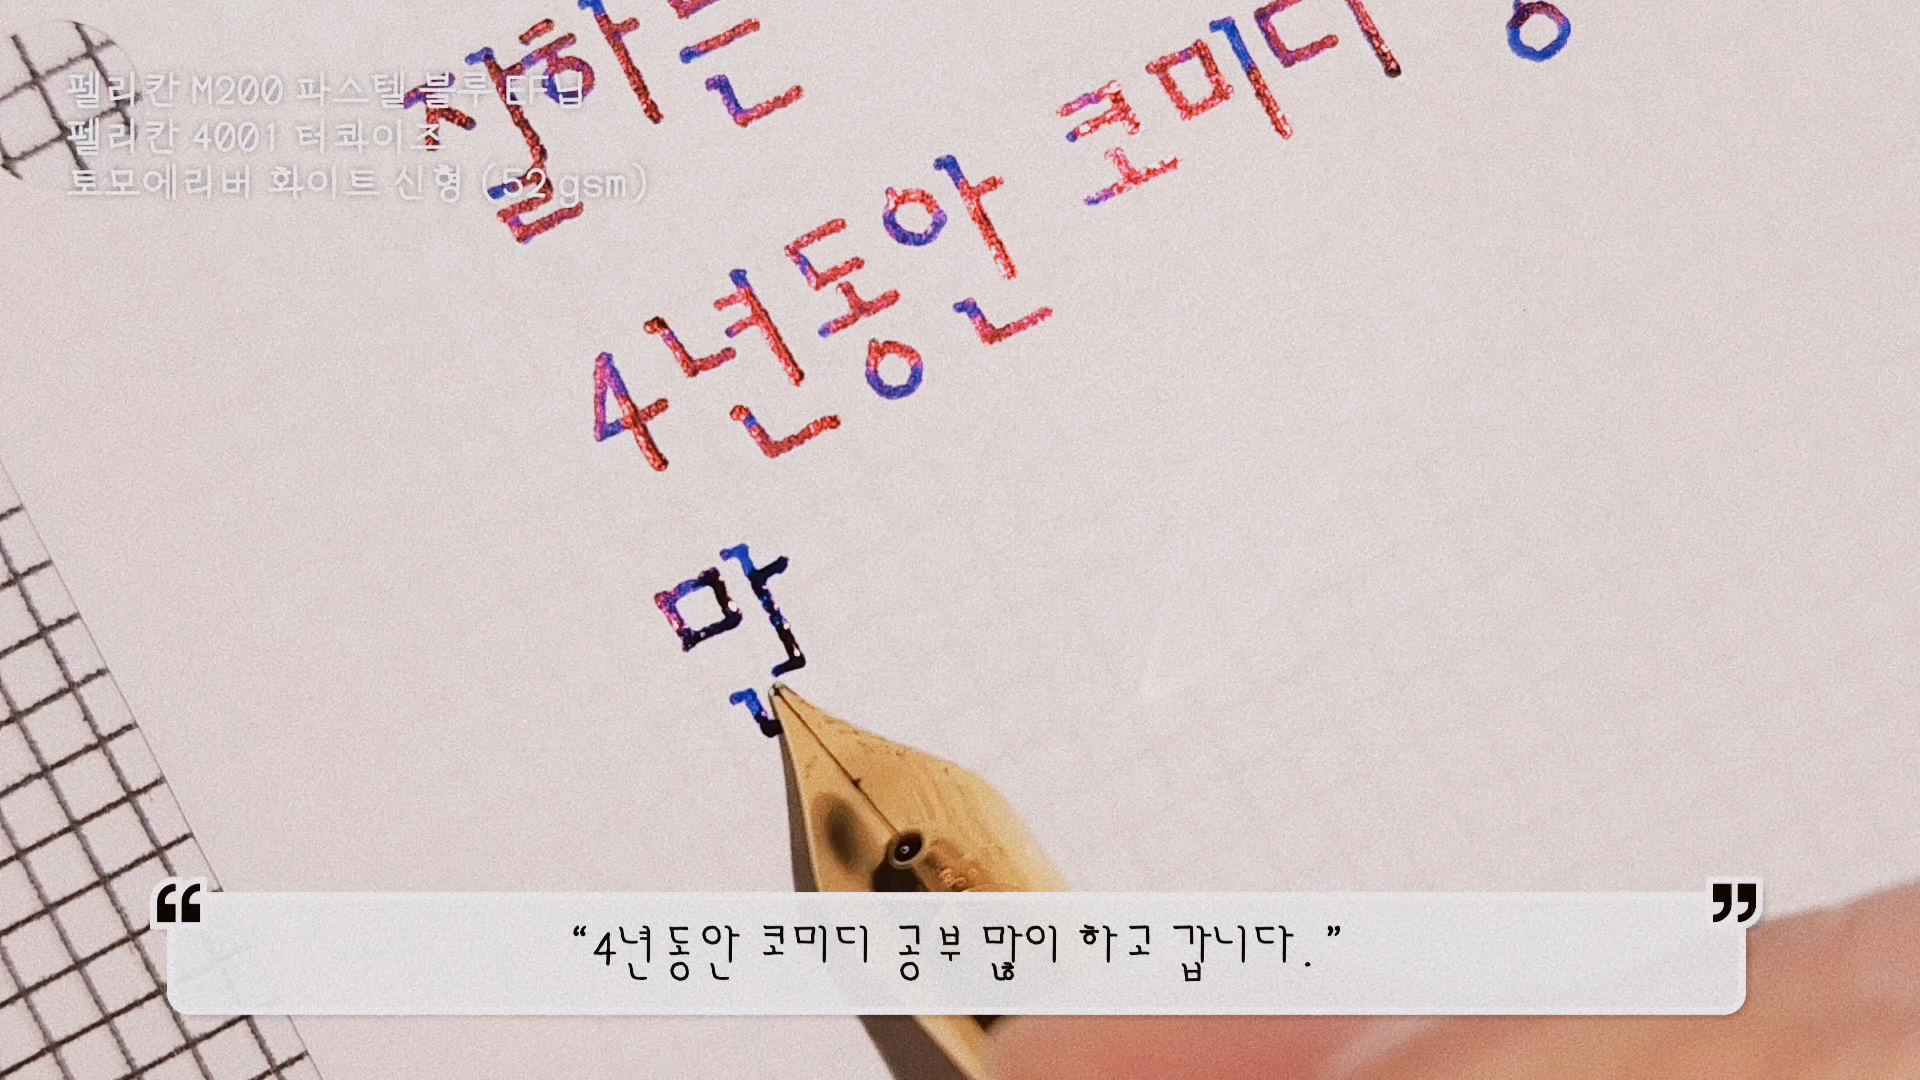 펠리칸 M200 파스텔 블루 EF닙
펠리칸 4001 터콰이즈
토모에리버 화이트 신형 (52gsm)
잘하는
4년동안 코미디
“4년동안 코미디 공부 많이 하고 갑니다.”